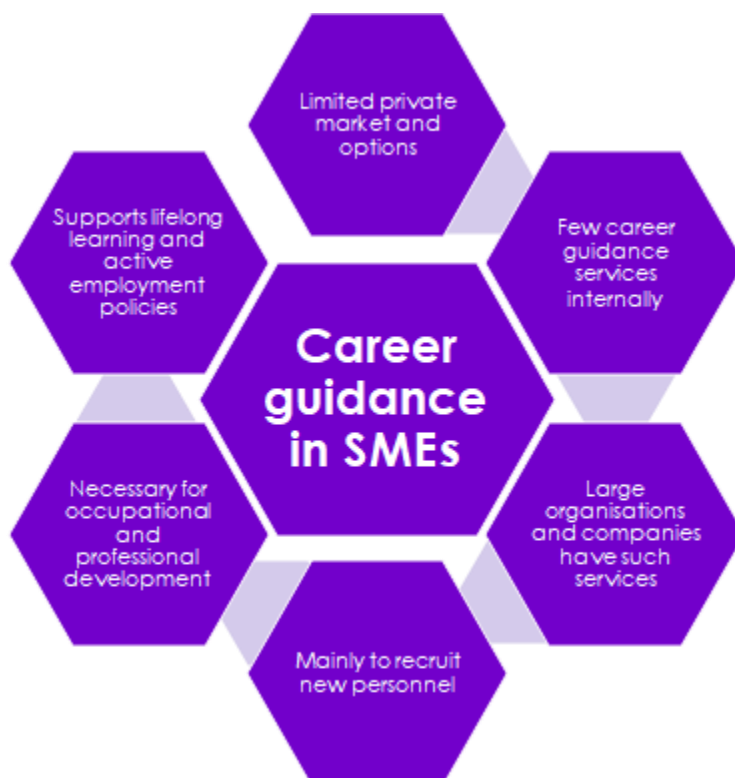 Limited private
market and
options
Few career
guidance
services
internally
Large
organisations
and companies
have such
services
Mainly to recruit
new personnel
Necessary for
occupational
and
professional
development
Supports lifelong
learning and
active
employment
policies
Career
guidance
in SMEs